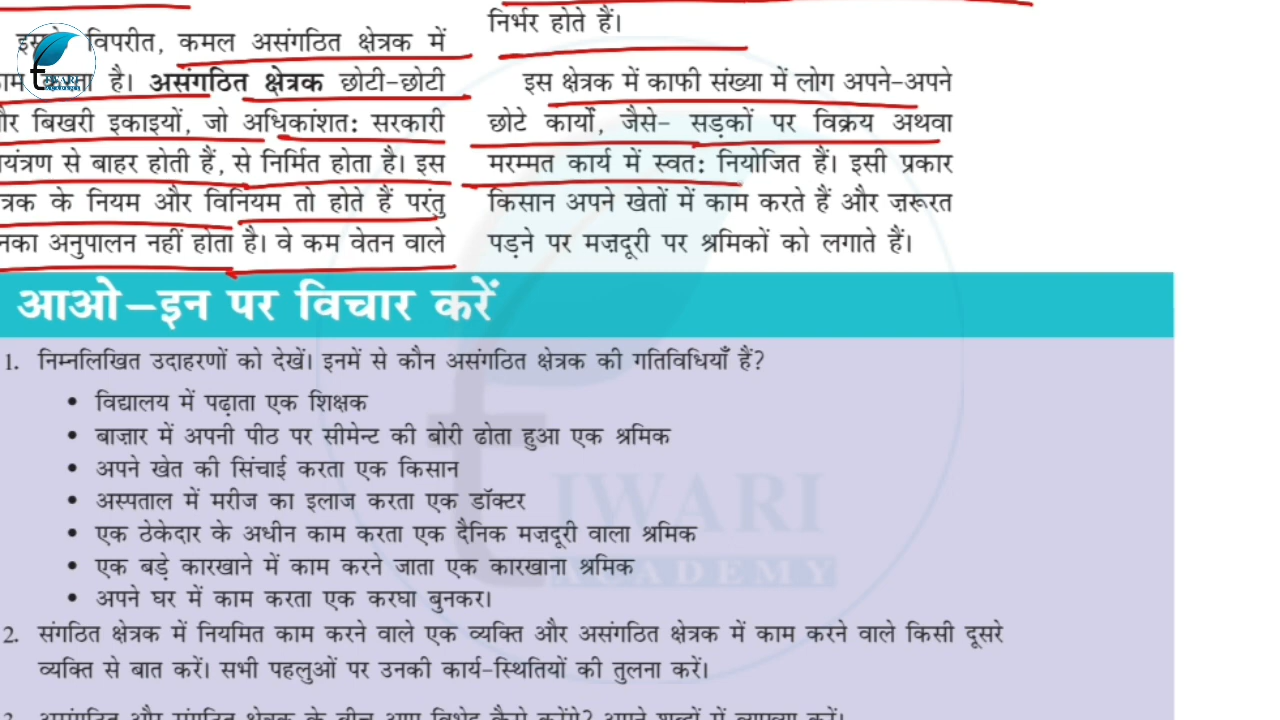 इसके विपरीत, कमल असंगठित क्षेत्रक में
है। असंगठित क्षेत्रक छोटी-छोटी
बिखरी इकाइयों, जो अधिकांशत: सरकारी
से बाहर होती हैं, से निर्मित होता है। इस
के नियम और विनियम तो होते हैं परंतु
अनुपालन नहीं होता है। वे कम वेतन वाले
निर्भर होते हैं।
इस क्षेत्रक में काफी संख्या में लोग अपने-अपने
छोटे कार्यों, जैसे- सड़कों पर विक्रय अथवा
मरम्मत कार्य में स्वत: नियोजित हैं। इसी प्रकार
किसान अपने खेतों में काम करते हैं और ज़रूरत
पड़ने पर मज़दूरी पर श्रमिकों को लगाते हैं।
आओ–इन पर विचार करें
1. निम्नलिखित उदाहरणों को देखें। इनमें से कौन असंगठित क्षेत्रक की गतिविधियाँ हैं?
• विद्यालय में पढ़ाता एक शिक्षक
• बाज़ार में अपनी पीठ पर सीमेन्ट की बोरी ढोता हुआ एक श्रमिक
• अपने खेत की सिंचाई करता एक किसान
• अस्पताल में मरीज का इलाज करता एक डॉक्टर
• एक ठेकेदार के अधीन काम करता एक दैनिक मज़दूरी वाला श्रमिक
• एक बड़े कारखाने में काम करने जाता एक कारखाना श्रमिक
• अपने घर में काम करता एक करघा बुनकर।
2. संगठित क्षेत्रक में नियमित काम करने वाले एक व्यक्ति और असंगठित क्षेत्रक में काम करने वाले किसी दूसरे
व्यक्ति से बात करें। सभी पहलुओं पर उनकी कार्य-स्थितियों की तुलना करें।
TIWARI
ACADEMY